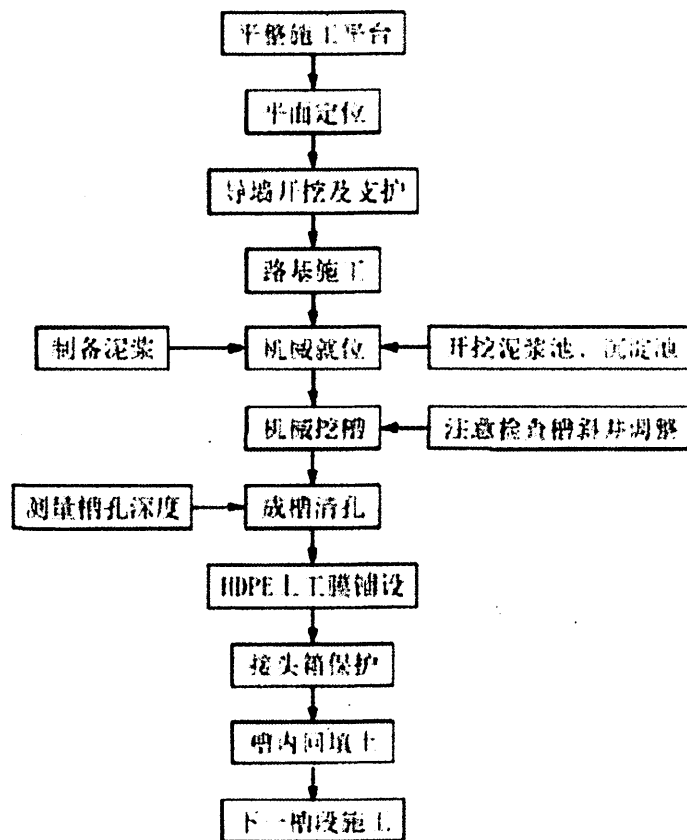 平整施工平台
平面定位
导墙开挖及支护
路基施工
制备泥浆
机械就位
开挖泥浆池、沉淀池
机械挖槽
注意检查槽斜并调整
测量槽孔深度
成槽清孔
HDPE土工膜铺设
接头箱保护
槽内回填土
下一槽段施工